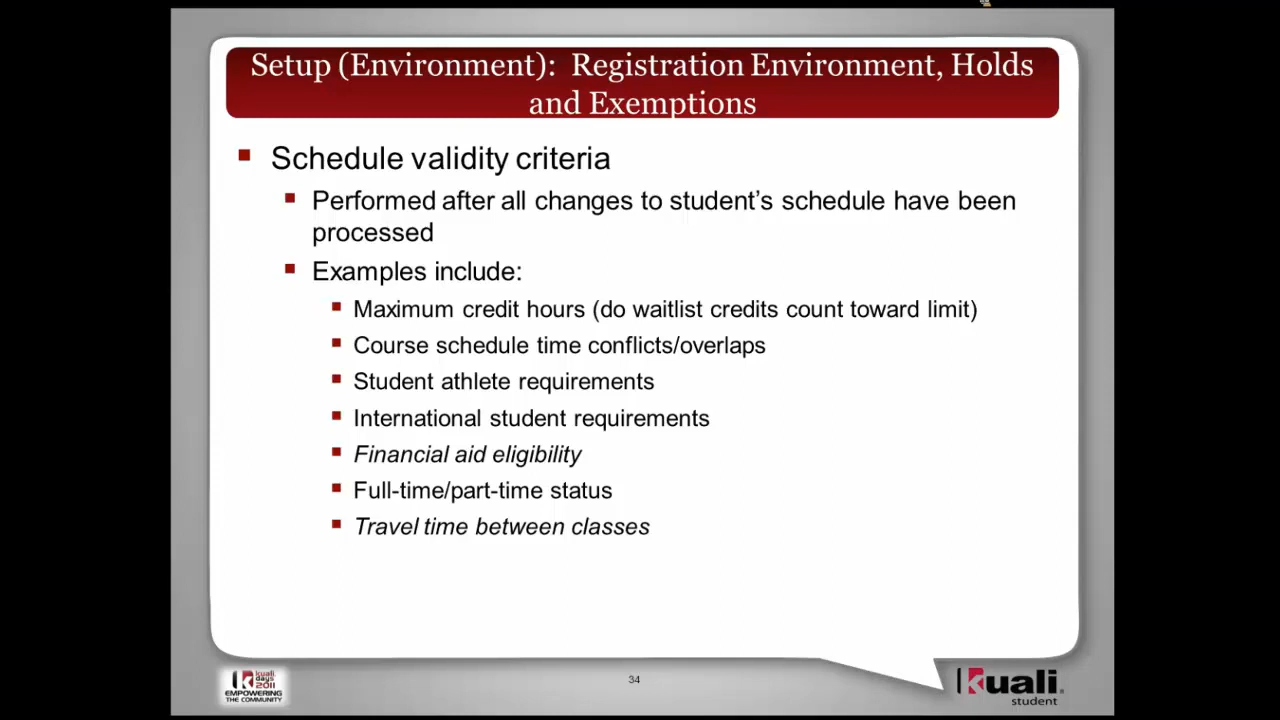 Setup (Environment): Registration Environment, Holds
and Exemptions
Schedule validity criteria
Performed after all changes to student's schedule have been
processed
Examples include:
Maximum credit hours (do waitlist credits count toward limit)
Course schedule time conflicts/overlaps
Student athlete requirements
International student requirements
Financial aid eligibility
Full-time/part-time status
Travel time between classes
kuali
days
2011
EMPOWERING
THE COMMUNITY
34
kuali
student